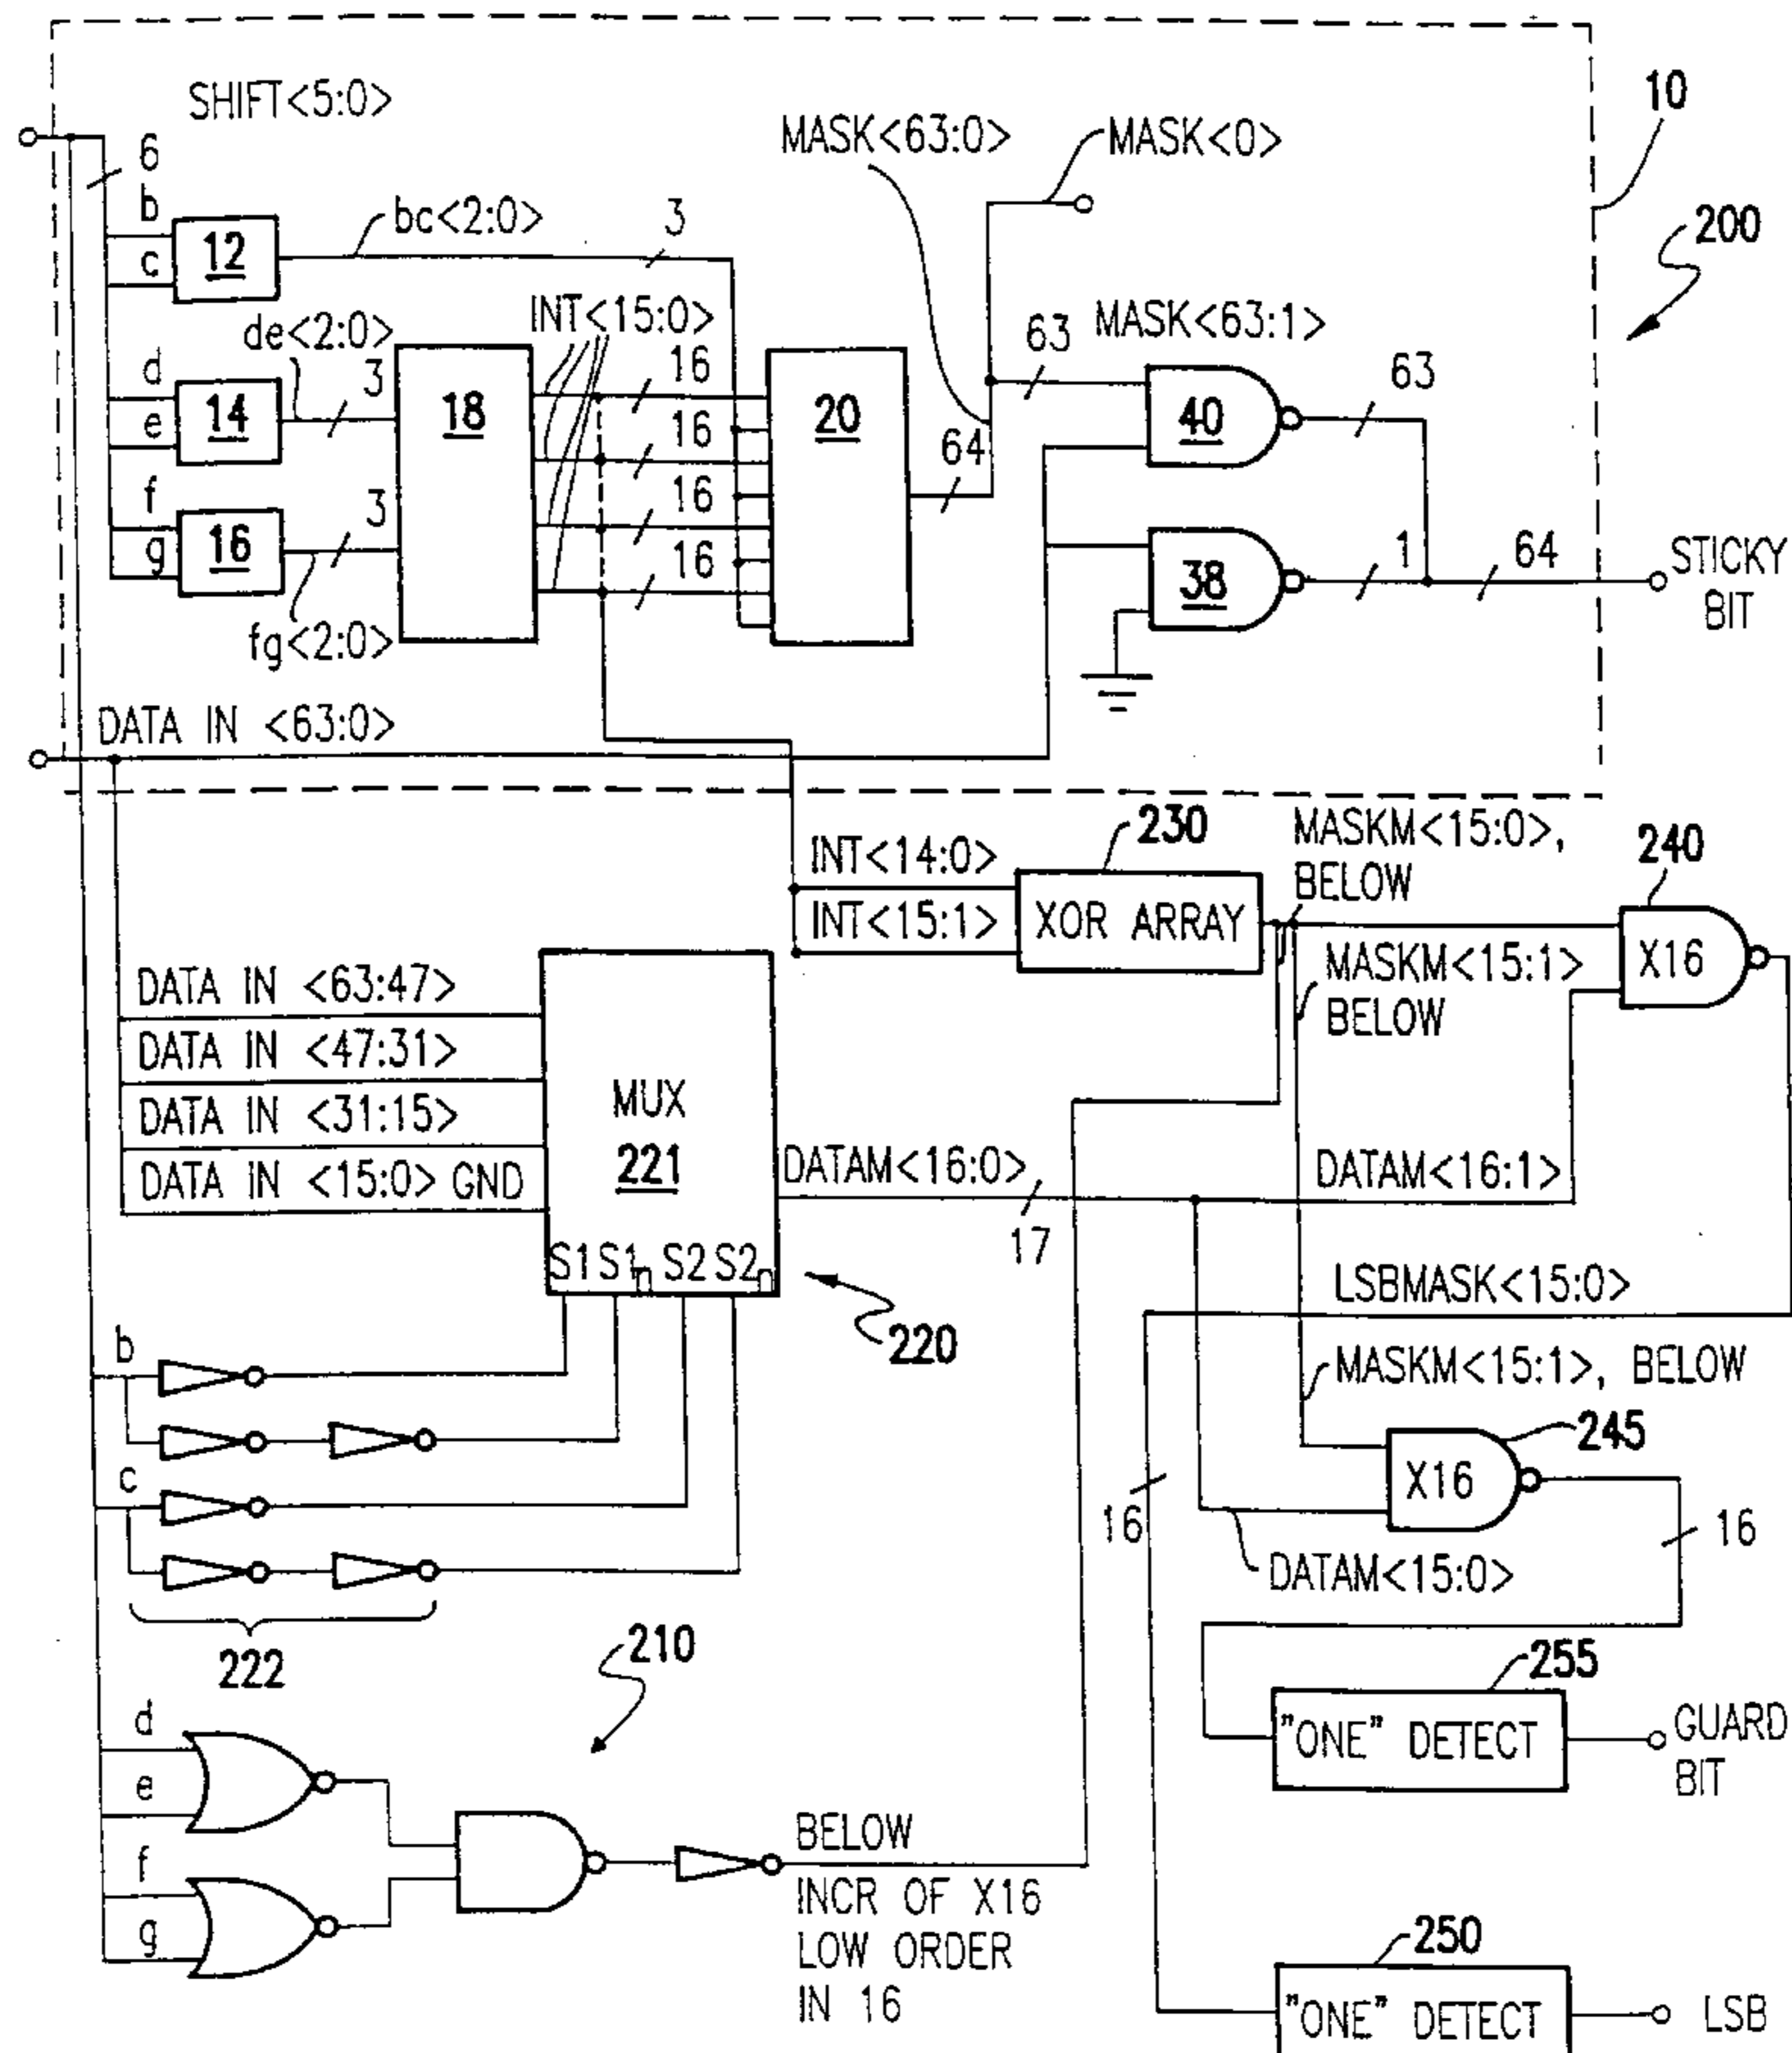 SHIFT<5:0>
10
MASK<63:0>
MASK<0>
6
b
bc<2:0>
3
200
c
12
INT<15:0>
63
MASK<63:1>
de<2:0>
d
3
16
63
e
14
18
16
20
40
64
f
3
16
g
16
16
38
1
64
STICKY
BIT
fg<2:0>
DATA IN <63:0>
230
MASKM<15:0>,
BELOW
240
INT<14:0>
INT<15:1>
XOR ARRAY
MASKM<15:1>
BELOW
X16
DATA IN <63:47>
DATA IN <47:31>
DATA IN <31:15>
DATA IN <15:0> GND
MUX
221
DATAM<16:0>
17
DATAM<16:1>
S1 S1n S2 S2n
220
LSBMASK<15:0>
b
MASKM<15:1>, BELOW
245
c
X16
16
16
DATAM<15:0>
222
210
255
d
"ONE" DETECT
GUARD
BIT
e
BELOW
INCR OF X16
LOW ORDER
IN 16
f
g
250
"ONE" DETECT
LSB